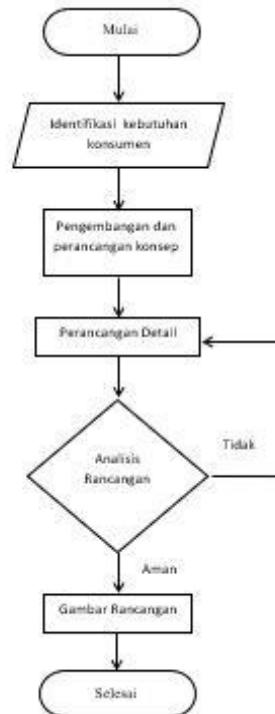 Mulai
Identifikasi kebutuhan
konsumen
Pengembangan dan
perancangan konsep
Perancangan Detail
Analisis
Rancangan
Tidak
Aman
Gambar Rancangan
Selesai